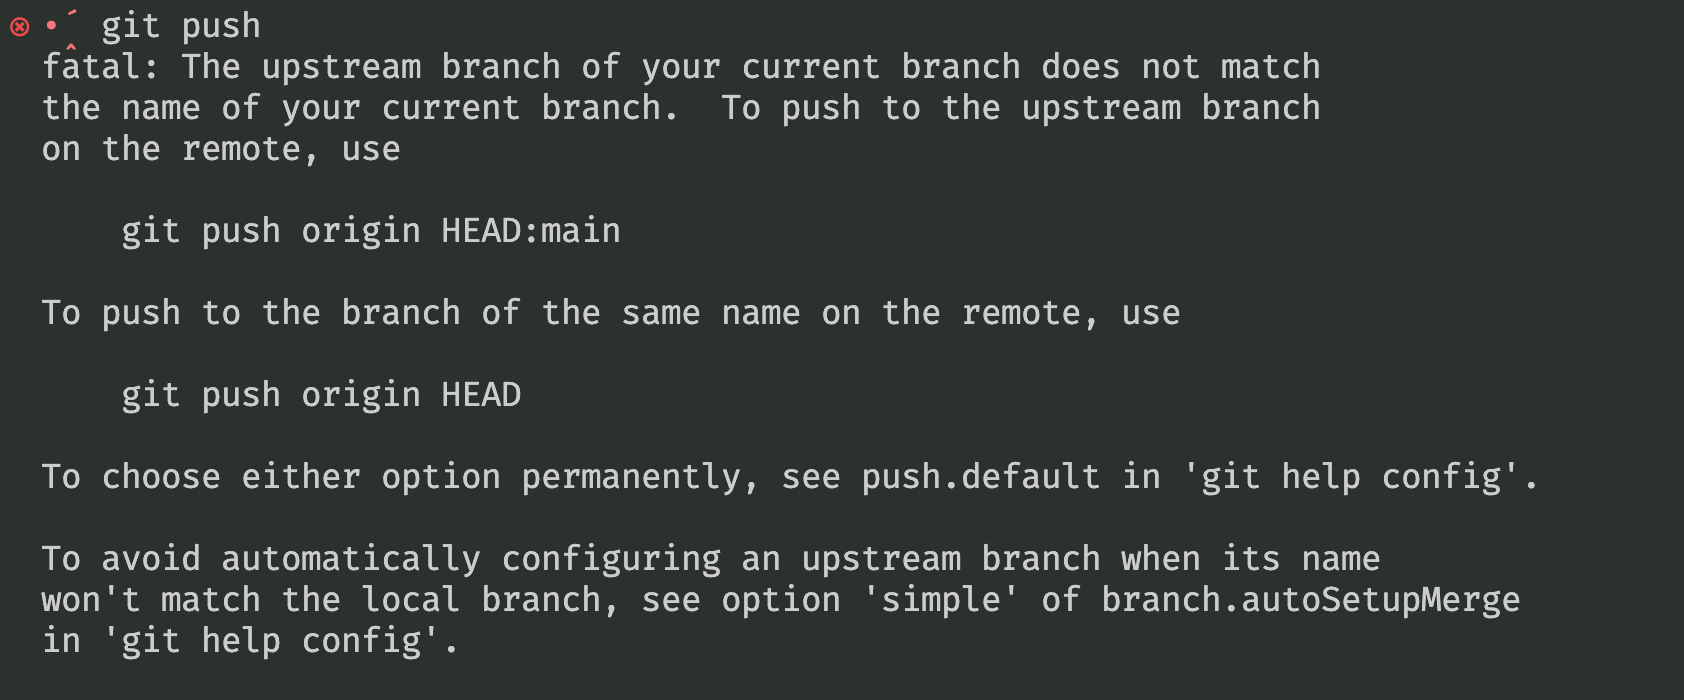 git push
fatal: The upstream branch of your current branch does not match
the name of your current branch.  To push to the upstream branch
on the remote, use

    git push origin HEAD:main

To push to the branch of the same name on the remote, use

    git push origin HEAD

To choose either option permanently, see push.default in 'git help config'.

To avoid automatically configuring an upstream branch when its name
won't match the local branch, see option 'simple' of branch.autoSetupMerge
in 'git help config'.